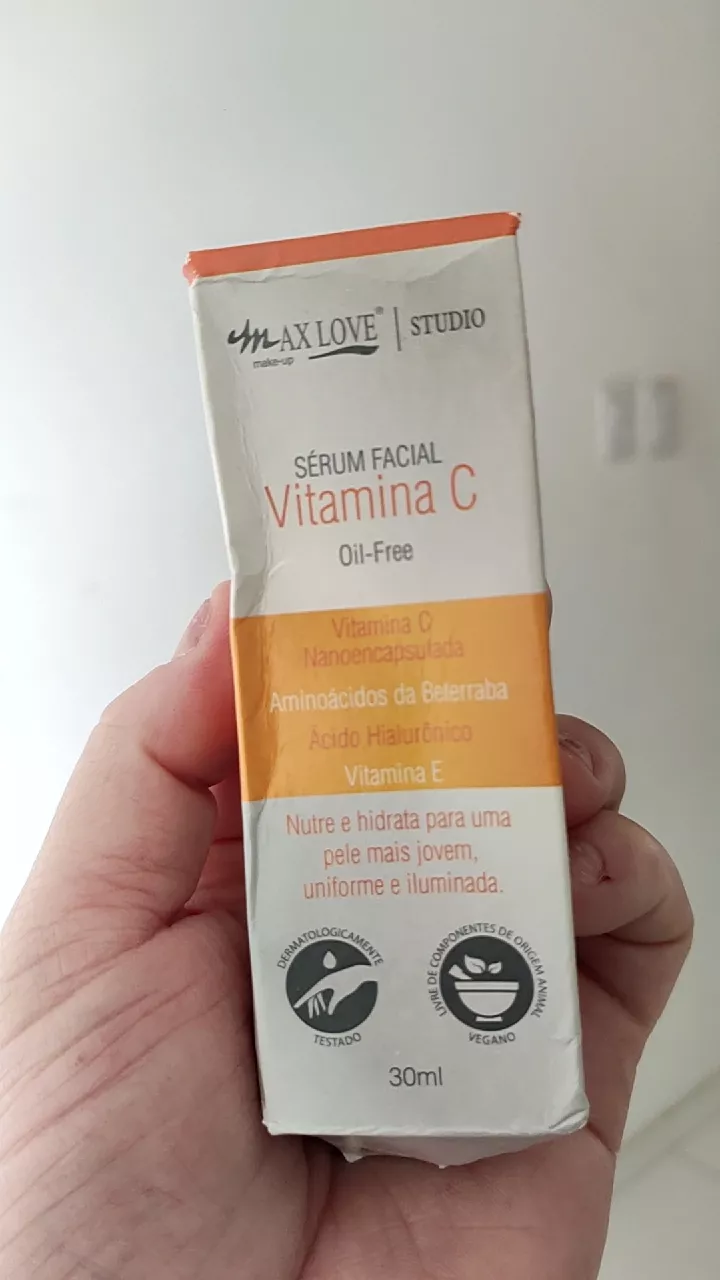 MAX LOVE® | STUDIO
make-up
SÉRUM FACIAL
Vitamina C
Oil-Free
Vitamina C
Nanoencapsulada
Aminoácidos da Beterraba
Ácido Hialurônico
Vitamina E
Nutre e hidrata para uma
pele mais jovem,
uniforme e iluminada.
DERMATOLOGICAMENTE
TESTADO
LIVRE DE COMPONENTES DE ORIGEM ANIMAL
VEGANO
30ml